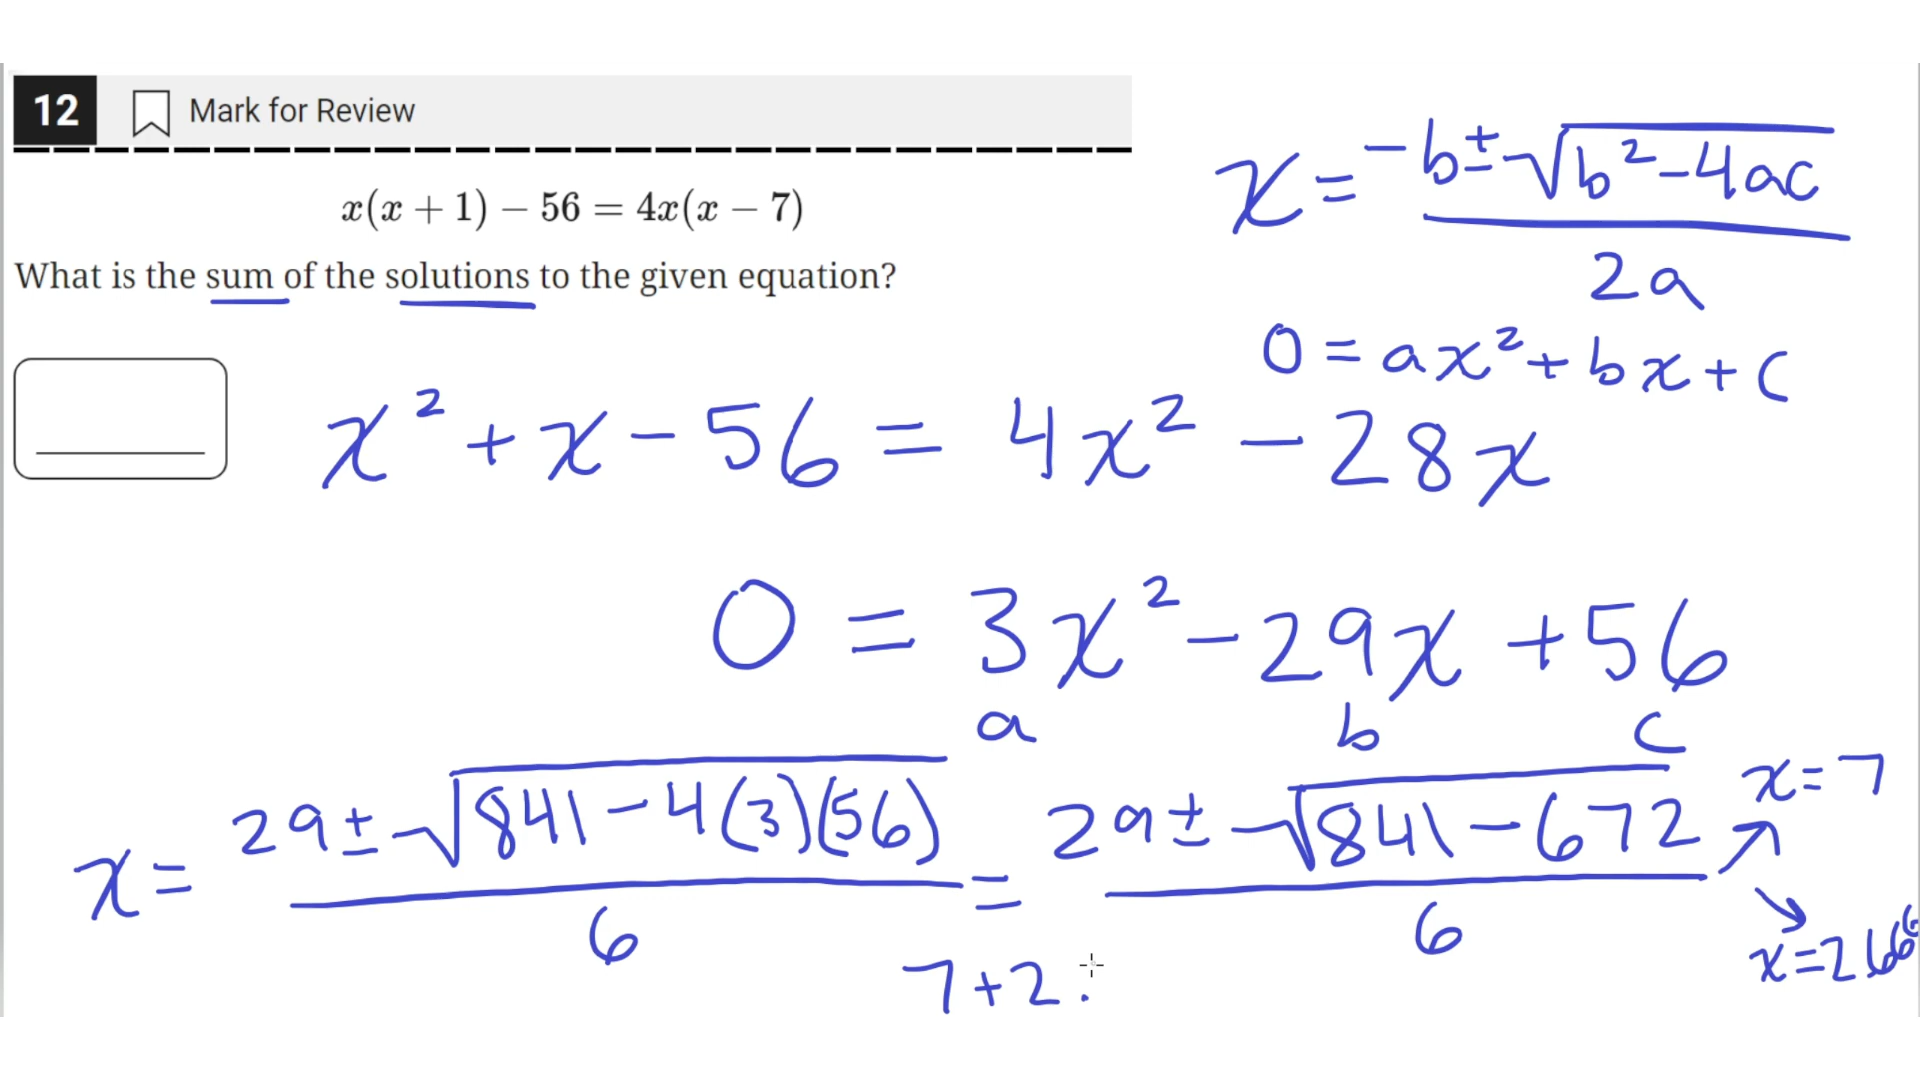 12 Mark for Review
x(x + 1) − 56 = 4x(x − 7)
What is the sum of the solutions to the given equation?
x = (-b ± √(b² - 4ac)) / 2a
0 = ax² + bx + c
x² + x - 56 = 4x² - 28x
0 = 3x² - 29x + 56
a b c
x = (29 ± √(841 - 4(3)(56))) / 6 = (29 ± √(841 - 672)) / 6
x = 7
x = 2.666
7 + 2.